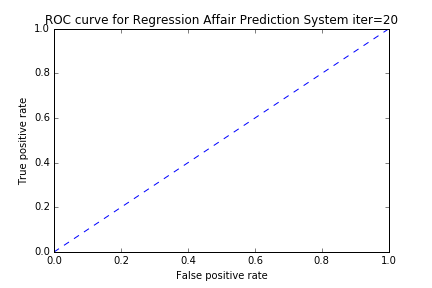 ROC curve for Regression Affair Prediction System iter=20
1.0
0.8
0.6
0.4
0.2
0.0
True positive rate
0.0 0.2 0.4 0.6 0.8 1.0
False positive rate